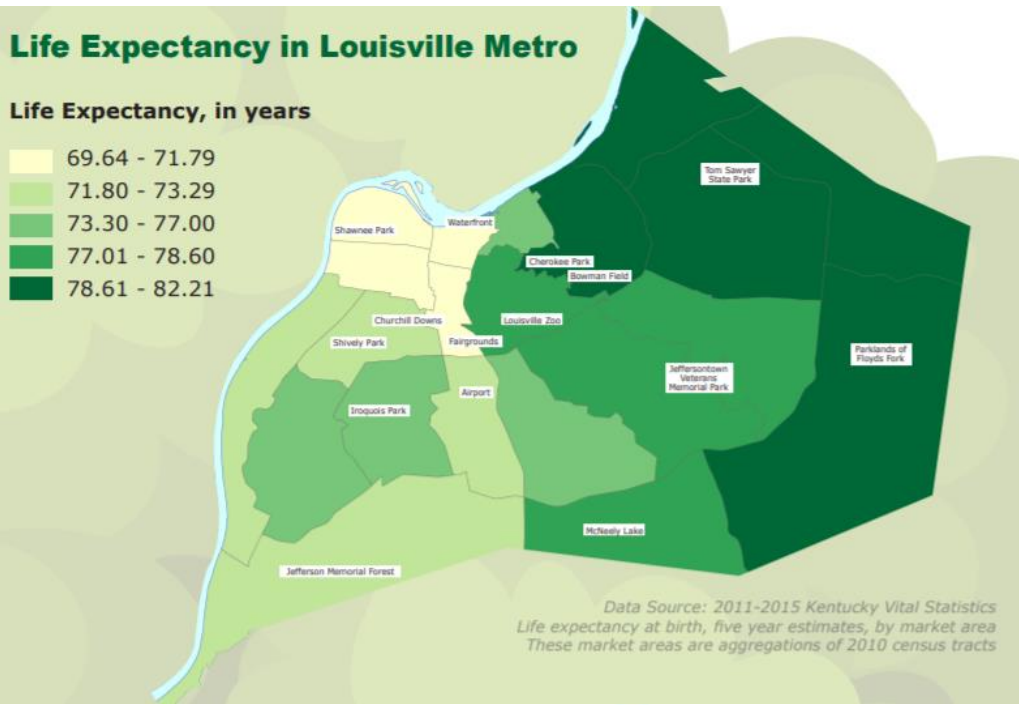 Life Expectancy in Louisville Metro
Life Expectancy, in years
69.64 - 71.79
71.80 - 73.29
73.30 - 77.00
77.01 - 78.60
78.61 - 82.21
Tom Sawyer
State Park
Waterfront
Shawnee Park
Cherokee Park
Bowman Field
Churchill Downs
Louisville Zoo
Shively Park
Fairgrounds
Parklands of
Floyds Fork
Jeffersontown
Veterans
Memorial Park
Airport
Iroquois Park
McNeely Lake
Jefferson Memorial Forest
Data Source: 2011-2015 Kentucky Vital Statistics
Life expectancy at birth, five year estimates, by market area
These market areas are aggregations of 2010 census tracts